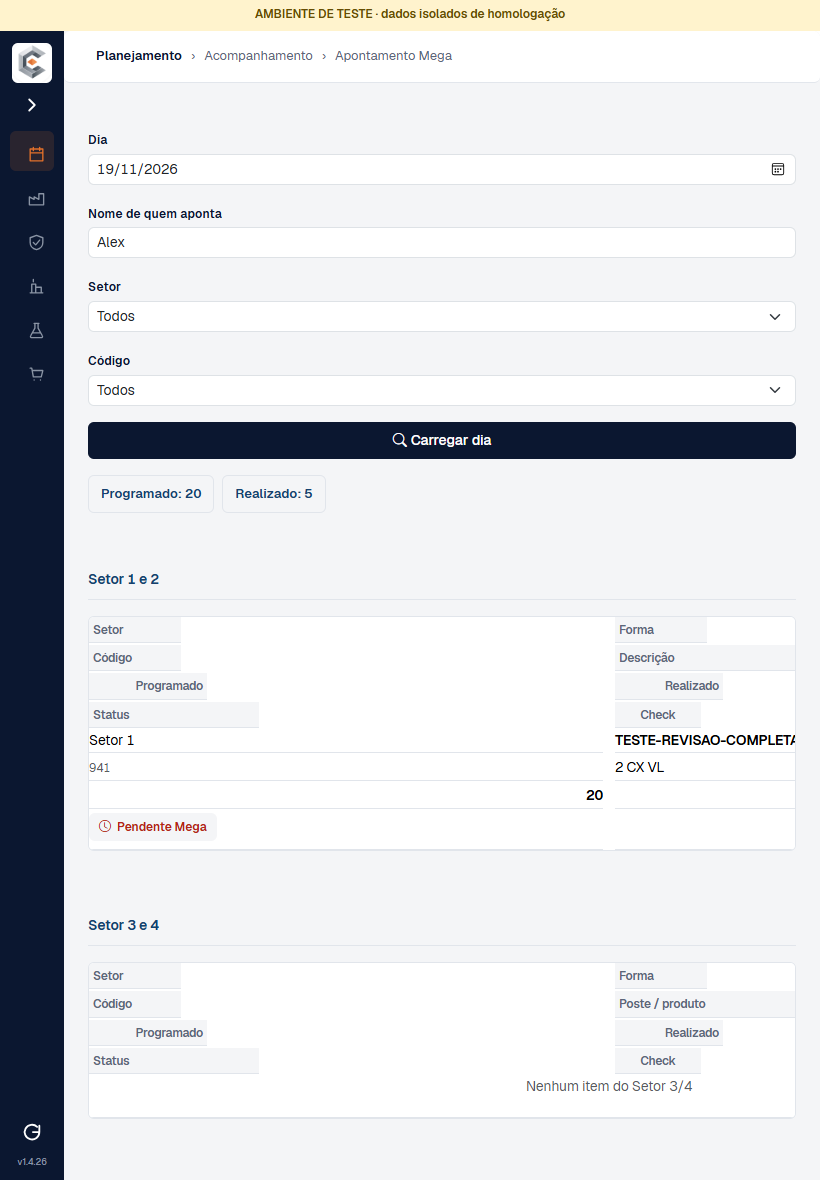 AMBIENTE DE TESTE · dados isolados de homologação
Planejamento › Acompanhamento › Apontamento Mega
Dia
19/11/2026
Nome de quem aponta
Alex
Setor
Todos
Código
Todos
Carregar dia
Programado: 20 Realizado: 5
Setor 1 e 2
Setor Forma
Código Descrição
Programado Realizado
Status Check
Setor 1 TESTE-REVISAO-COMPLETA
941 2 CX VL
20
Pendente Mega
Setor 3 e 4
Setor Forma
Código Poste / produto
Programado Realizado
Status Check
Nenhum item do Setor 3/4
v1.4.26